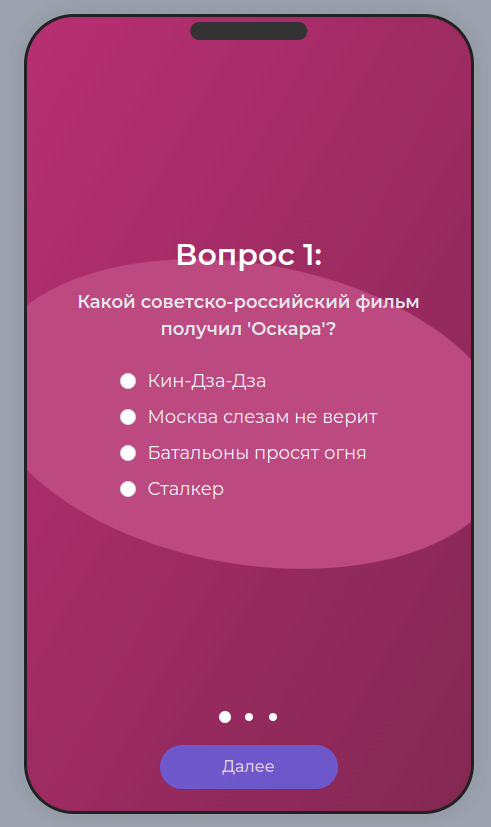 Вопрос 1:
Какой советско-российский фильм
получил 'Оскара'?
Кин-Дза-Дза
Москва слезам не верит
Батальоны просят огня
Сталкер
Далее